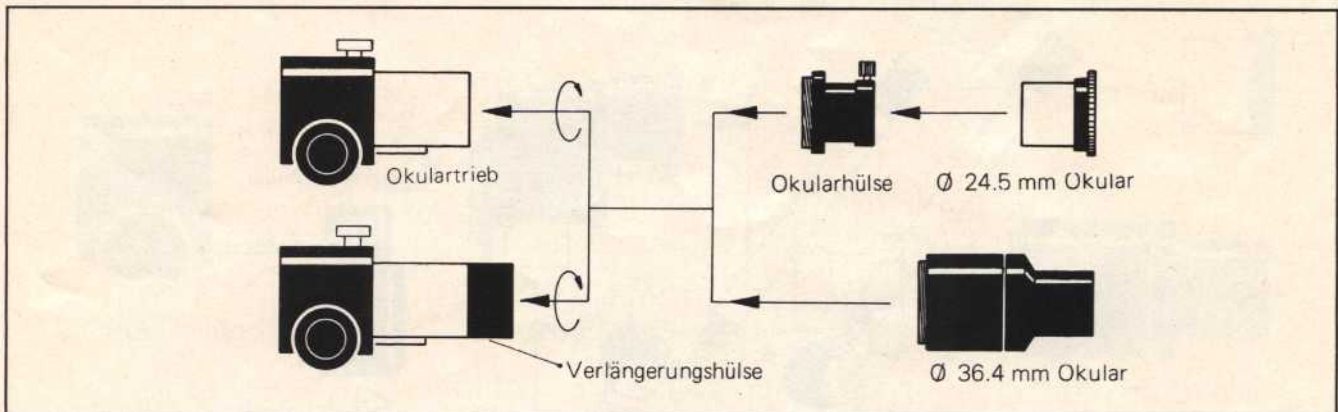 Okulartrieb
Okularhülse
Ø 24.5 mm Okular
Verlängerungshülse
Ø 36.4 mm Okular